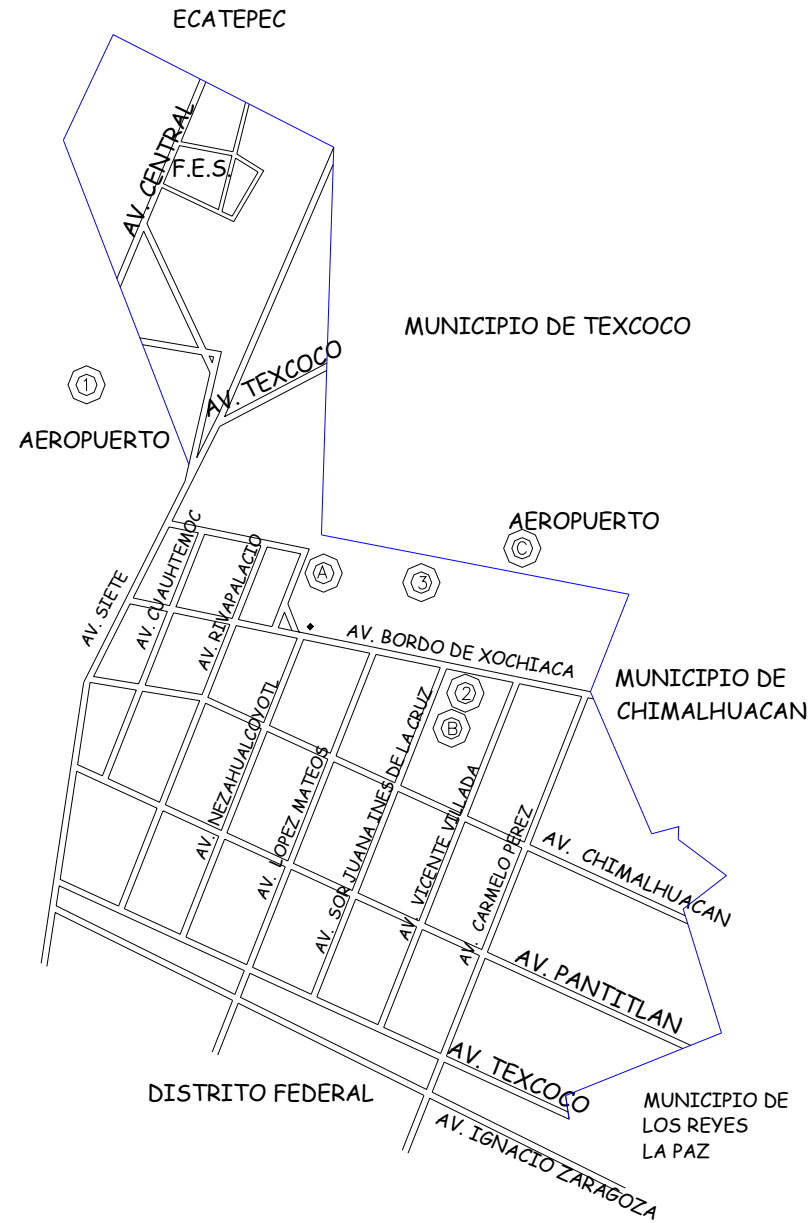 ECATEPEC
AV. CENTRAL
F.E.S.
MUNICIPIO DE TEXCOCO
AV. TEXCOCO
1
AEROPUERTO
AEROPUERTO
C
A
3
AV. SIETE
AV. CUAUHTEMOC
AV. RIVAPALACIO
AV. BORDO DE XOCHIACA
MUNICIPIO DE
CHIMALHUACAN
2
B
AV. NEZAHUALCOYOTL
AV. LOPEZ MATEOS
AV. SOR JUANA INES DE LA CRUZ
AV. VICENTE VILLADA
AV. CARMELO PEREZ
AV. CHIMALHUACAN
AV. PANTITLAN
AV. TEXCOCO
DISTRITO FEDERAL
MUNICIPIO DE
LOS REYES
LA PAZ
AV. IGNACIO ZARAGOZA